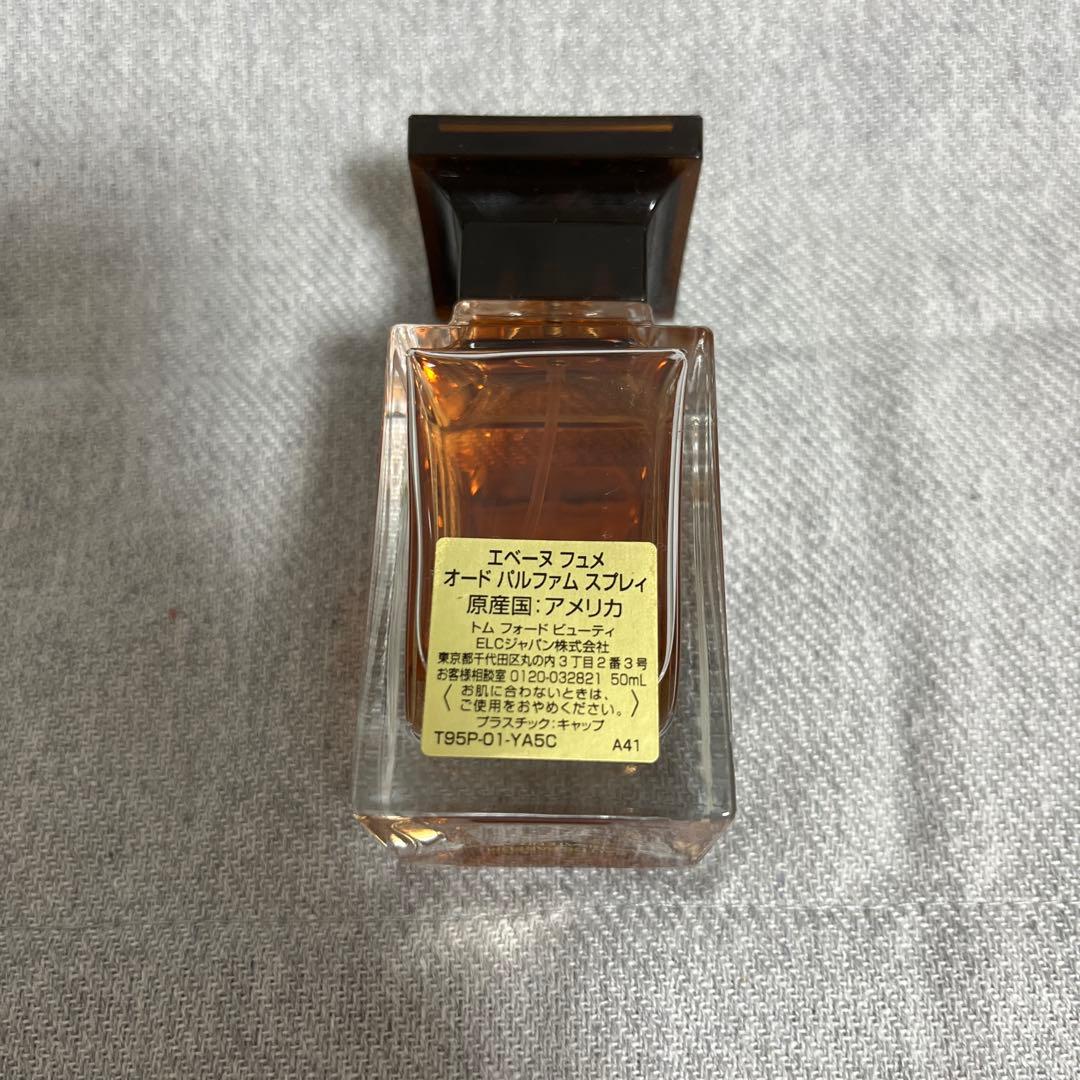 エベーヌ フュメ
オード パルファム スプレィ
原産国：アメリカ
トム フォード ビューティ
ELCジャパン株式会社
東京都千代田区丸の内3丁目2番3号
お客様相談室 0120-032821 50mL
〈お肌に合わないときは、
ご使用をおやめください。〉
プラスチック：キャップ
T95P-01-YA5C A41